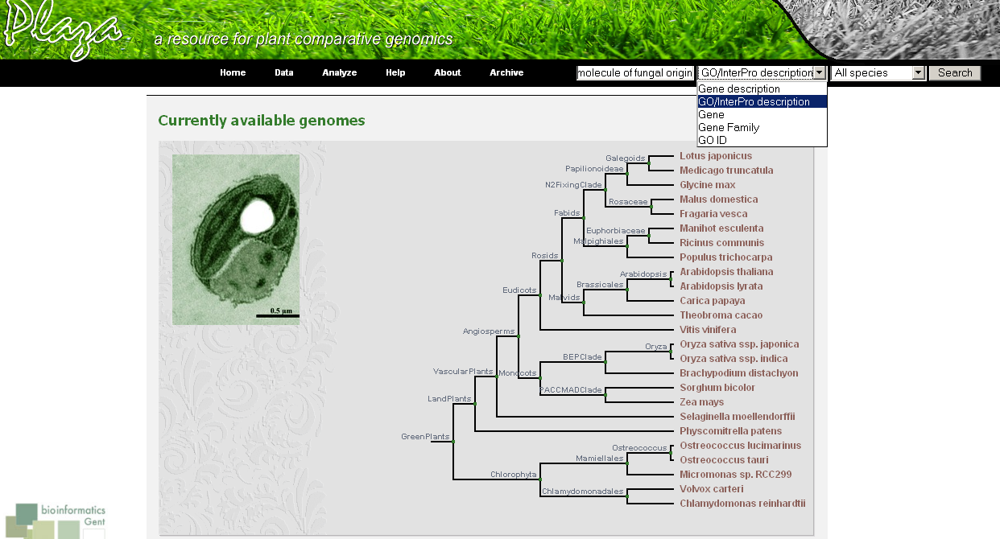 Plaza
a resource for plant comparative genomics
Home Data Analyze Help About Archive molecule of fungal origin GO/InterPro description All species Search
Gene description
GO/InterPro description
Gene
Gene Family
GO ID
Currently available genomes
Galegoids
Lotus japonicus
Papilionoideae
Medicago truncatula
N2FixingClade
Glycine max
Rosaceae
Malus domestica
Fabids
Fragaria vesca
Euphorbiaceae
Manihot esculenta
Malpighiales
Ricinus communis
Rosids
Populus trichocarpa
Arabidopsis
Arabidopsis thaliana
Brassicales
Arabidopsis lyrata
Eudicots
Malvids
Carica papaya
Theobroma cacao
0.5 µm
Angiosperms
Vitis vinifera
Oryza
Oryza sativa ssp. japonica
BEPClade
Oryza sativa ssp. indica
VascularPlants
Monocots
Brachypodium distachyon
PACCMADClade
Sorghum bicolor
LandPlants
Zea mays
Selaginella moellendorffii
Physcomitrella patens
GreenPlants
Ostreococcus
Ostreococcus lucimarinus
Mamiellales
Ostreococcus tauri
Chlorophyta
Micromonas sp. RCC299
Chlamydomonadales
Volvox carteri
Chlamydomonas reinhardtii
bioinformatics
Gent